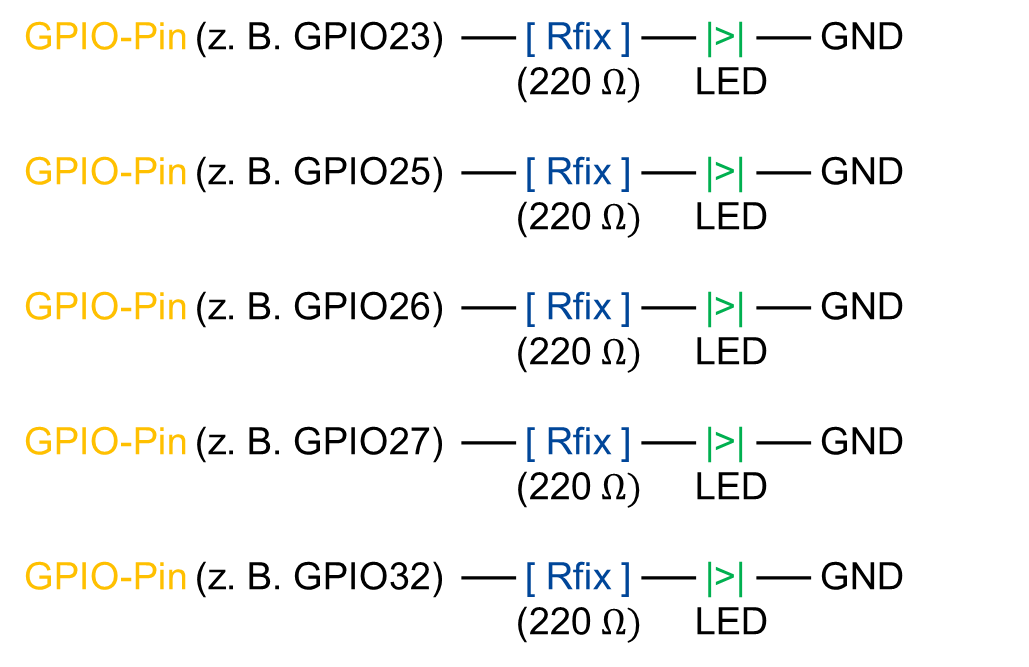 GPIO-Pin (z. B. GPIO23) —[ Rfix ]— |>| — GND
(220 Ω) LED
GPIO-Pin (z. B. GPIO25) —[ Rfix ]— |>| — GND
(220 Ω) LED
GPIO-Pin (z. B. GPIO26) —[ Rfix ]— |>| — GND
(220 Ω) LED
GPIO-Pin (z. B. GPIO27) —[ Rfix ]— |>| — GND
(220 Ω) LED
GPIO-Pin (z. B. GPIO32) —[ Rfix ]— |>| — GND
(220 Ω) LED